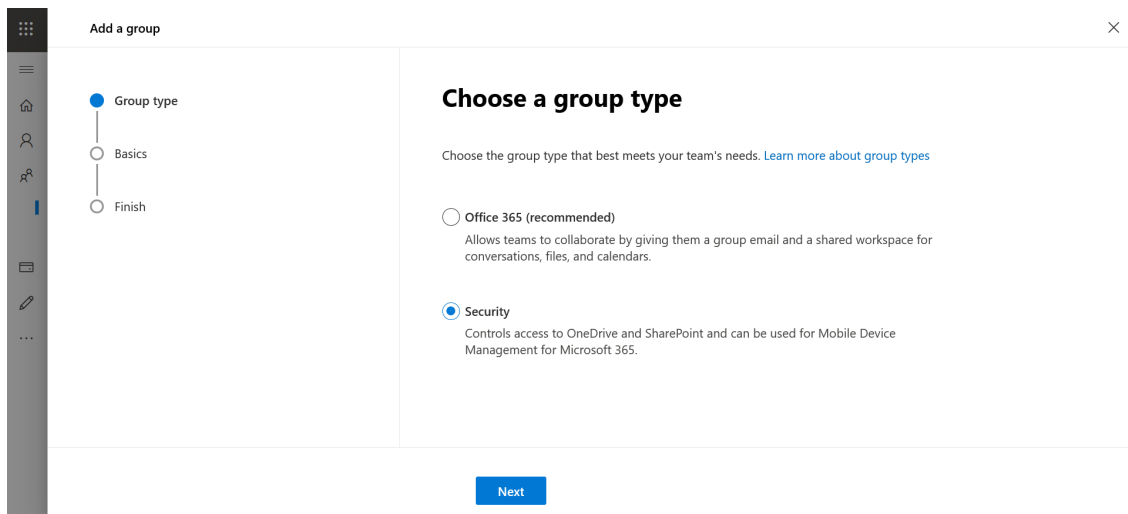 Add a group
Group type
Basics
Finish
Choose a group type
Choose the group type that best meets your team's needs. Learn more about group types
Office 365 (recommended)
Allows teams to collaborate by giving them a group email and a shared workspace for
conversations, files, and calendars.
Security
Controls access to OneDrive and SharePoint and can be used for Mobile Device
Management for Microsoft 365.
Next